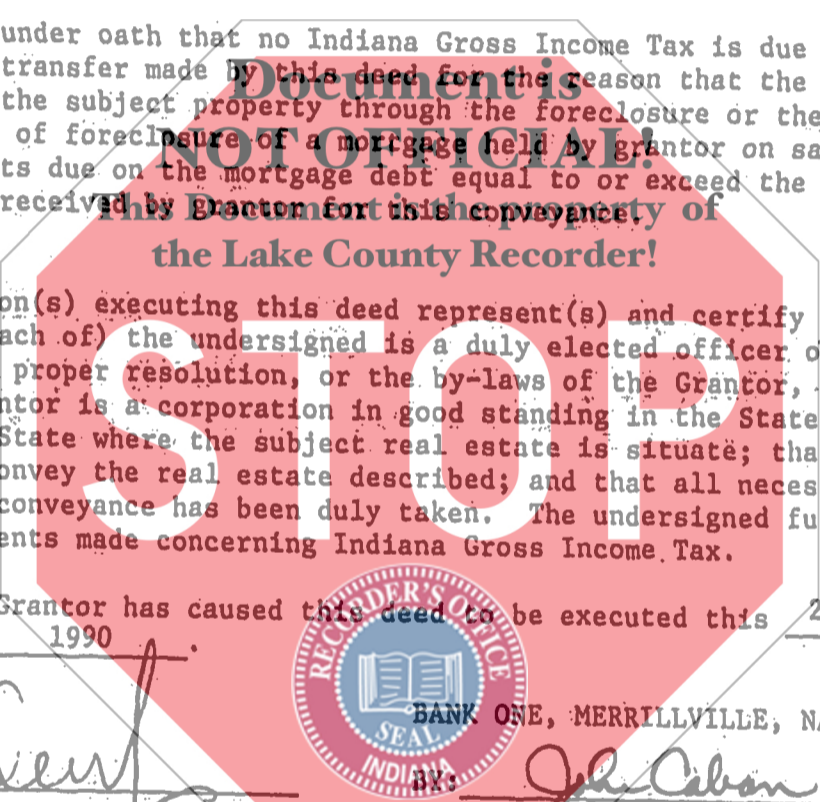 under oath that no Indiana Gross Income Tax is due
transfer made by this deed for the reason that the
Document is
the subject property through the foreclosure or the
of foreclosure of a mortgage held by grantor on sa
NOT OFFICIAL!
ts due on the mortgage debt equal to or exceed the
received by grantor for this conveyance.
This Document is the property of
the Lake County Recorder!
on(s) executing this deed represent(s) and certify
ach of) the undersigned is a duly elected officer o
proper resolution, or the by-laws of the Grantor,
ntor is a corporation in good standing in the State
State where the subject real estate is situate; tha
onvey the real estate described; and that all neces
conveyance has been duly taken. The undersigned fu
ents made concerning Indiana Gross Income Tax.
STOP
Grantor has caused this deed to be executed this 2
1990
RECORDER'S OFFICE
SEAL
INDIANA
BANK ONE, MERRILLVILLE, NA
BY: